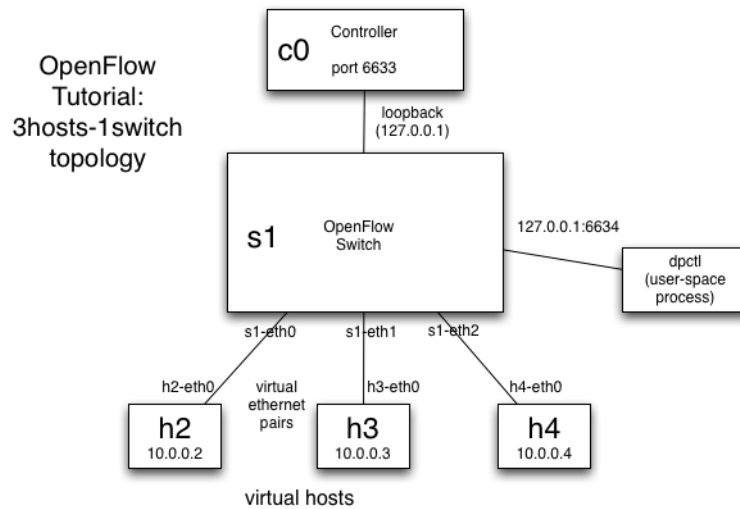 OpenFlow
Tutorial:
3hosts-1switch
topology
c0
Controller
port 6633
loopback
(127.0.0.1)
s1
OpenFlow
Switch
127.0.0.1:6634
dpctl
(user-space
process)
s1-eth0
s1-eth1
s1-eth2
h2-eth0
virtual
ethernet
pairs
h3-eth0
h4-eth0
h2
10.0.0.2
h3
10.0.0.3
h4
10.0.0.4
virtual hosts